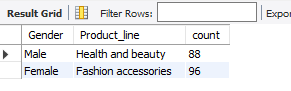 Result Grid Filter Rows: Expor
Gender Product_line count
Male Health and beauty 88
Female Fashion accessories 96